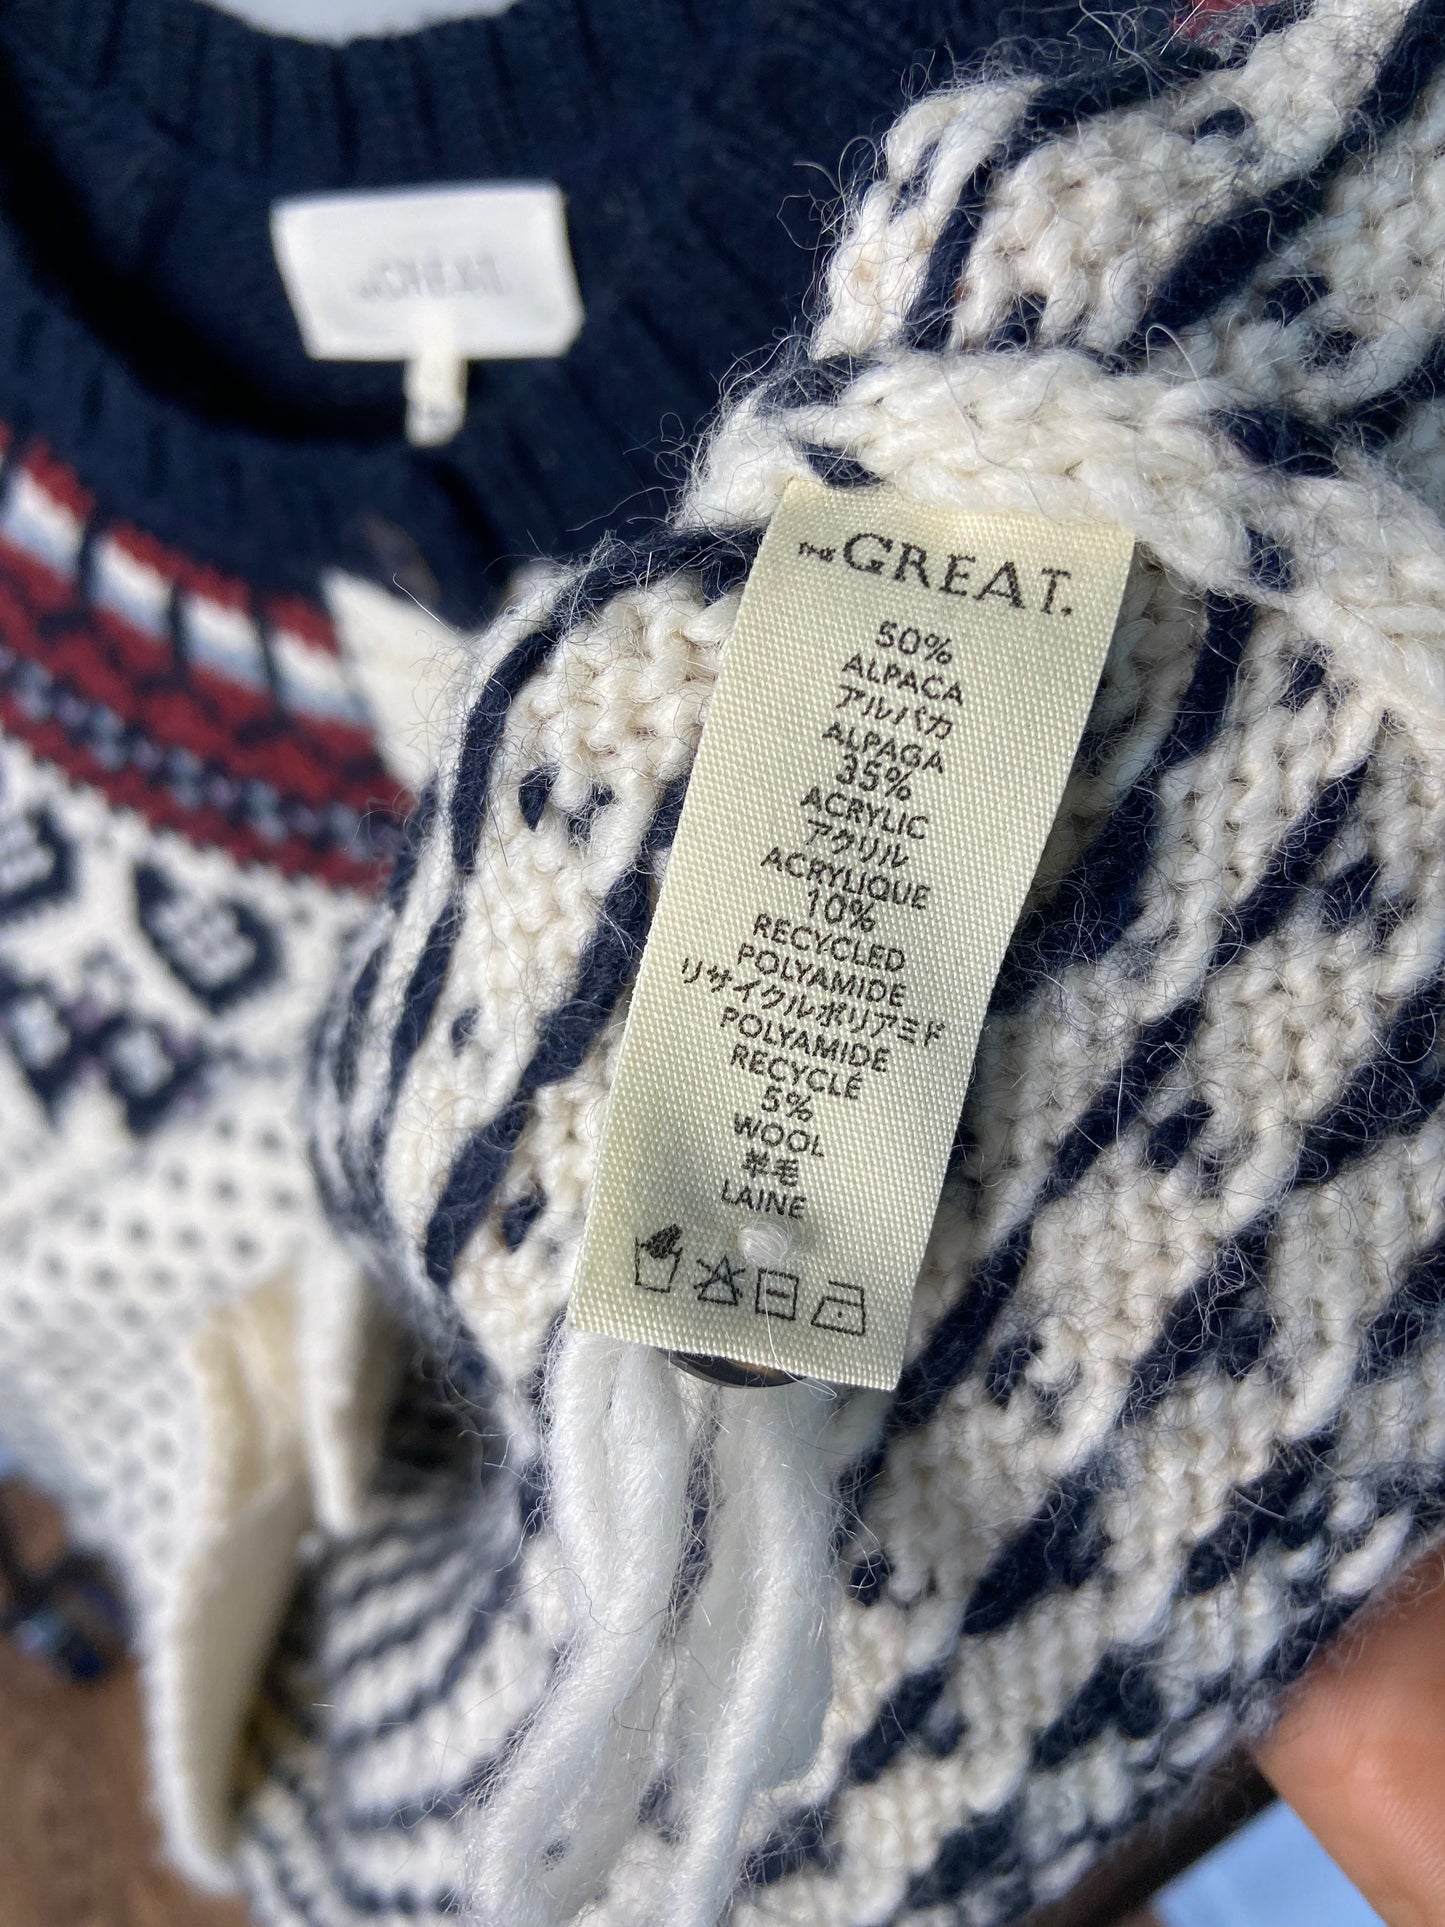 THE GREAT.
50%
ALPACA
アルパカ
ALPAGA
35%
ACRYLIC
アクリル
ACRYLIQUE
10%
RECYCLED
POLYAMIDE
リサイクルポリアミド
POLYAMIDE
RECYCLÉ
5%
WOOL
羊毛
LAINE